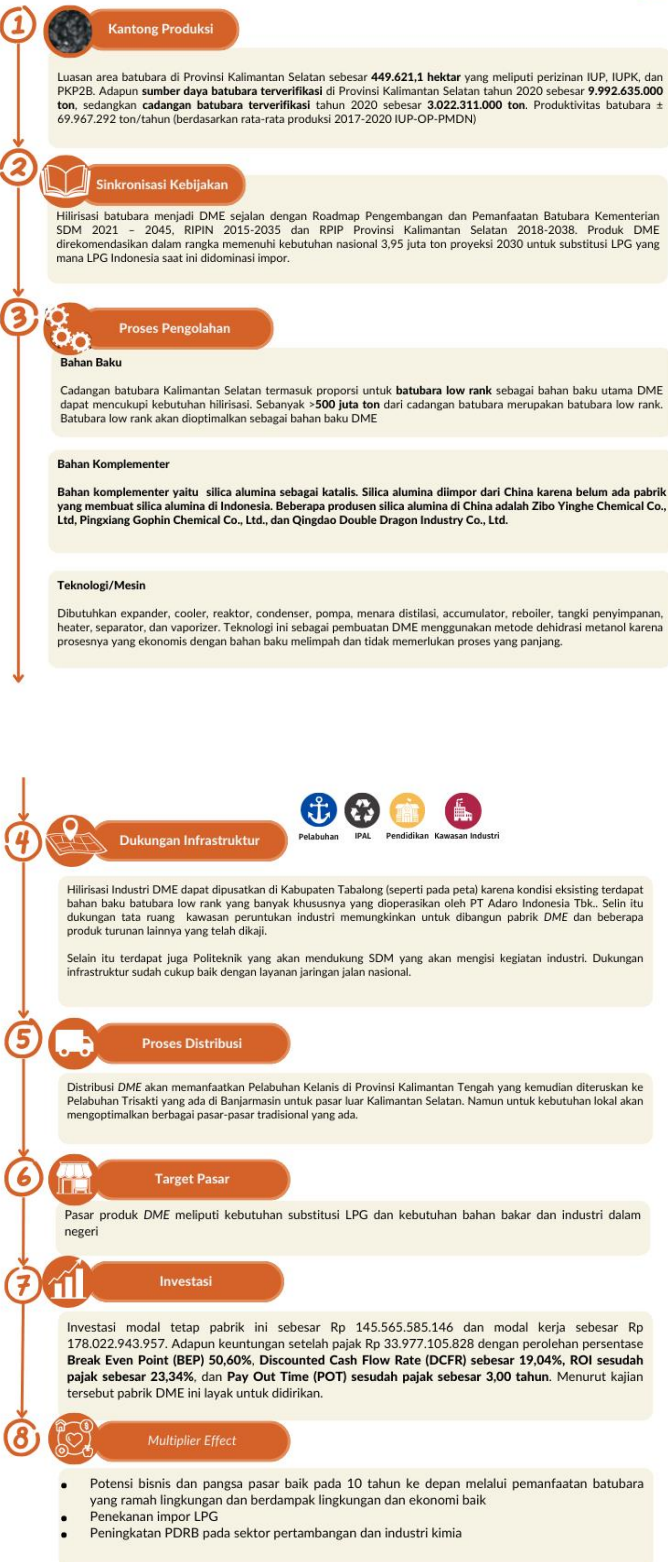 1
Kantong Produksi
Luasan area batubara di Provinsi Kalimantan Selatan sebesar 449.621,1 hektar yang meliputi perizinan IUP, IUPK, dan
PKP2B. Adapun sumber daya batubara terverifikasi di Provinsi Kalimantan Selatan tahun 2020 sebesar 9.992.635.000
ton, sedangkan cadangan batubara terverifikasi tahun 2020 sebesar 3.022.311.000 ton. Produktivitas batubara ±
69.967.292 ton/tahun (berdasarkan rata-rata produksi 2017-2020 IUP-OP-PMDN)
2
Sinkronisasi Kebijakan
Hilirisasi batubara menjadi DME sejalan dengan Roadmap Pengembangan dan Pemanfaatan Batubara Kementerian
SDM 2021 – 2045, RIPIN 2015-2035 dan RPIP Provinsi Kalimantan Selatan 2018-2038. Produk DME
direkomendasikan dalam rangka memenuhi kebutuhan nasional 3,95 juta ton proyeksi 2030 untuk substitusi LPG yang
mana LPG Indonesia saat ini didominasi impor.
3
Proses Pengolahan
Bahan Baku
Cadangan batubara Kalimantan Selatan termasuk proporsi untuk batubara low rank sebagai bahan baku utama DME
dapat mencukupi kebutuhan hilirisasi. Sebanyak >500 juta ton dari cadangan batubara merupakan batubara low rank.
Batubara low rank akan dioptimalkan sebagai bahan baku DME
Bahan Komplementer
Bahan komplementer yaitu silica alumina sebagai katalis. Silica alumina diimpor dari China karena belum ada pabrik
yang membuat silica alumina di Indonesia. Beberapa produsen silica alumina di China adalah Zibo Yinghe Chemical Co.,
Ltd, Pingxiang Gophin Chemical Co., Ltd., dan Qingdao Double Dragon Industry Co., Ltd.
Teknologi/Mesin
Dibutuhkan expander, cooler, reaktor, condenser, pompa, menara distilasi, accumulator, reboiler, tangki penyimpanan,
heater, separator, dan vaporizer. Teknologi ini sebagai pembuatan DME menggunakan metode dehidrasi metanol karena
prosesnya yang ekonomis dengan bahan baku melimpah dan tidak memerlukan proses yang panjang.
4
Dukungan Infrastruktur
Pelabuhan IPAL Pendidikan Kawasan Industri
Hilirisasi Industri DME dapat dipusatkan di Kabupaten Tabalong (seperti pada peta) karena kondisi eksisting terdapat
bahan baku batubara low rank yang banyak khususnya yang dioperasikan oleh PT Adaro Indonesia Tbk.. Selin itu
dukungan tata ruang kawasan peruntukan industri memungkinkan untuk dibangun pabrik DME dan beberapa
produk turunan lainnya yang telah dikaji.
Selain itu terdapat juga Politeknik yang akan mendukung SDM yang akan mengisi kegiatan industri. Dukungan
infrastruktur sudah cukup baik dengan layanan jaringan jalan nasional.
5
Proses Distribusi
Distribusi DME akan memanfaatkan Pelabuhan Kelanis di Provinsi Kalimantan Tengah yang kemudian diteruskan ke
Pelabuhan Trisakti yang ada di Banjarmasin untuk pasar luar Kalimantan Selatan. Namun untuk kebutuhan lokal akan
mengoptimalkan berbagai pasar-pasar tradisional yang ada.
6
Target Pasar
Pasar produk DME meliputi kebutuhan substitusi LPG dan kebutuhan bahan bakar dan industri dalam
negeri
7
Investasi
Investasi modal tetap pabrik ini sebesar Rp 145.565.585.146 dan modal kerja sebesar Rp
178.022.943.957. Adapun keuntungan setelah pajak Rp 33.977.105.828 dengan perolehan persentase
Break Even Point (BEP) 50,60%, Discounted Cash Flow Rate (DCFR) sebesar 19,04%, ROI sesudah
pajak sebesar 23,34%, dan Pay Out Time (POT) sesudah pajak sebesar 3,00 tahun. Menurut kajian
tersebut pabrik DME ini layak untuk didirikan.
8
Multiplier Effect
• Potensi bisnis dan pangsa pasar baik pada 10 tahun ke depan melalui pemanfaatan batubara
yang ramah lingkungan dan berdampak lingkungan dan ekonomi baik
• Penekanan impor LPG
• Peningkatan PDRB pada sektor pertambangan dan industri kimia